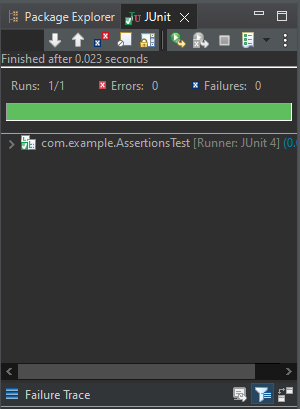 Package Explorer JUnit
Finished after 0.023 seconds
Runs: 1/1 Errors: 0 Failures: 0
com.example.AssertionsTest [Runner: JUnit 4] (0.
Failure Trace